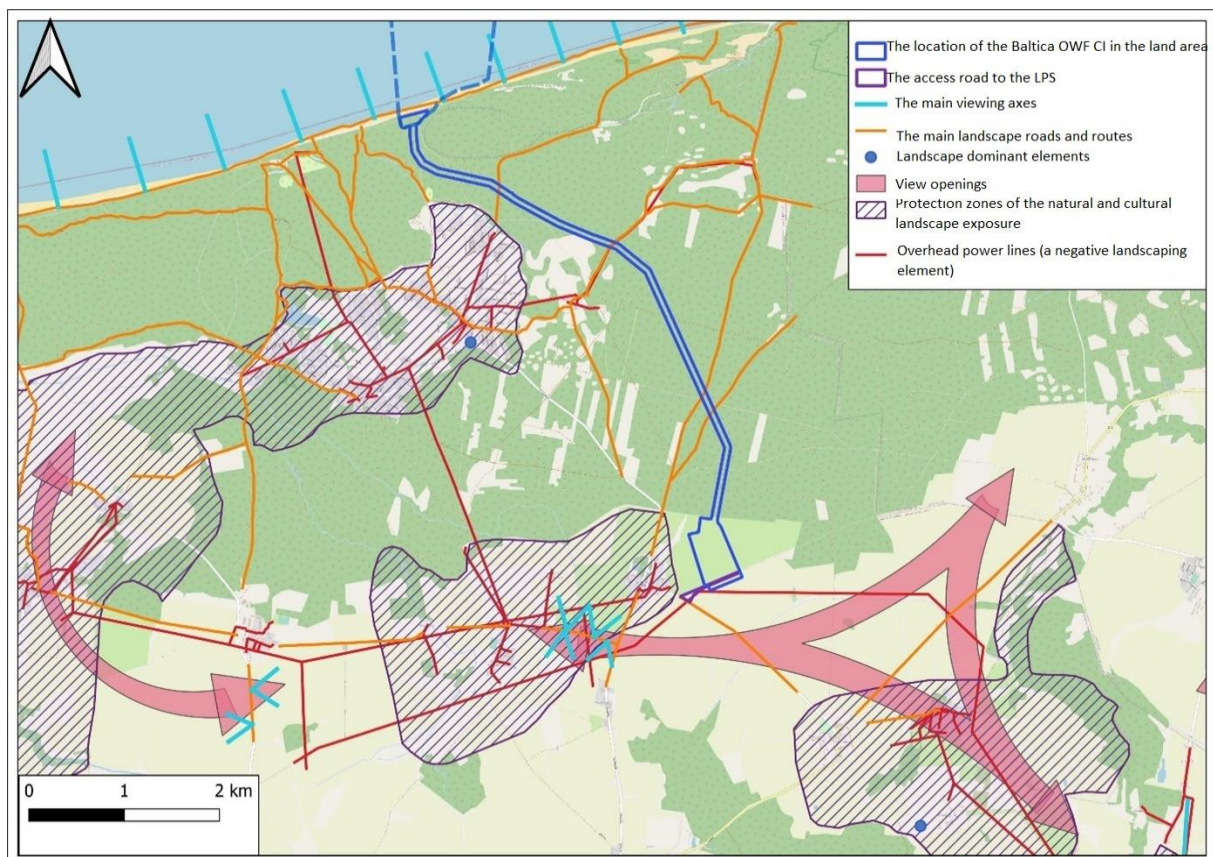 The location of the Baltica OWF CI in the land area
The access road to the LPS
The main viewing axes
The main landscape roads and routes
Landscape dominant elements
View openings
Protection zones of the natural and cultural
landscape exposure
Overhead power lines (a negative landscaping
element)
0 1 2 km